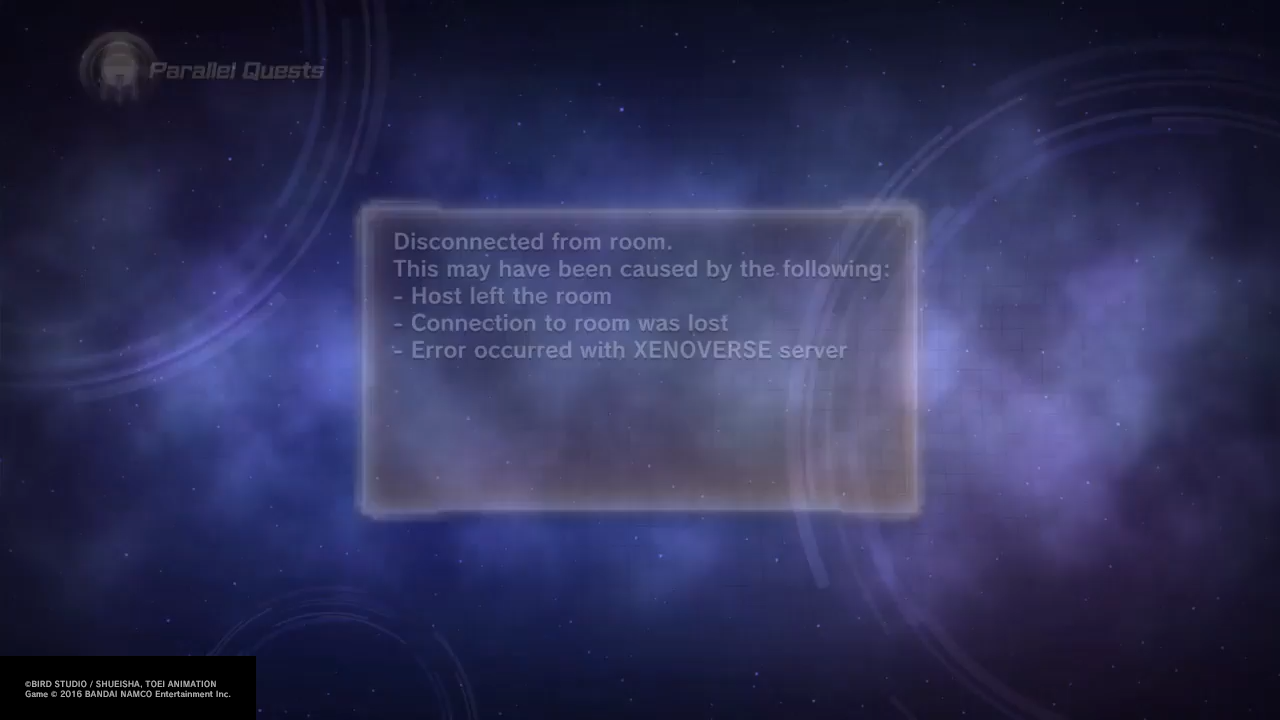 Parallel Quests
Disconnected from room.
This may have been caused by the following:
- Host left the room
- Connection to room was lost
- Error occurred with XENOVERSE server
©BIRD STUDIO / SHUEISHA, TOEI ANIMATION
Game © 2016 BANDAI NAMCO Entertainment Inc.